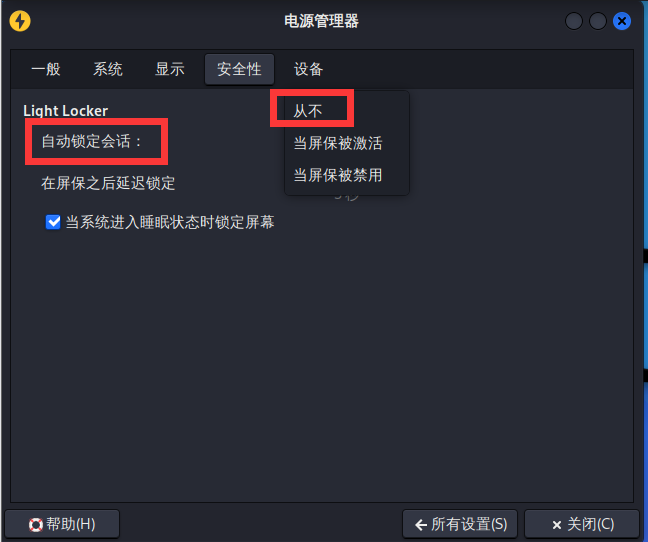 电源管理器
一般 系统 显示 安全性 设备
Light Locker
自动锁定会话：
从不
当屏保被激活
当屏保被禁用
在屏保之后延迟锁定
秒
当系统进入睡眠状态时锁定屏幕
帮助(H) 所有设置(S) 关闭(C)